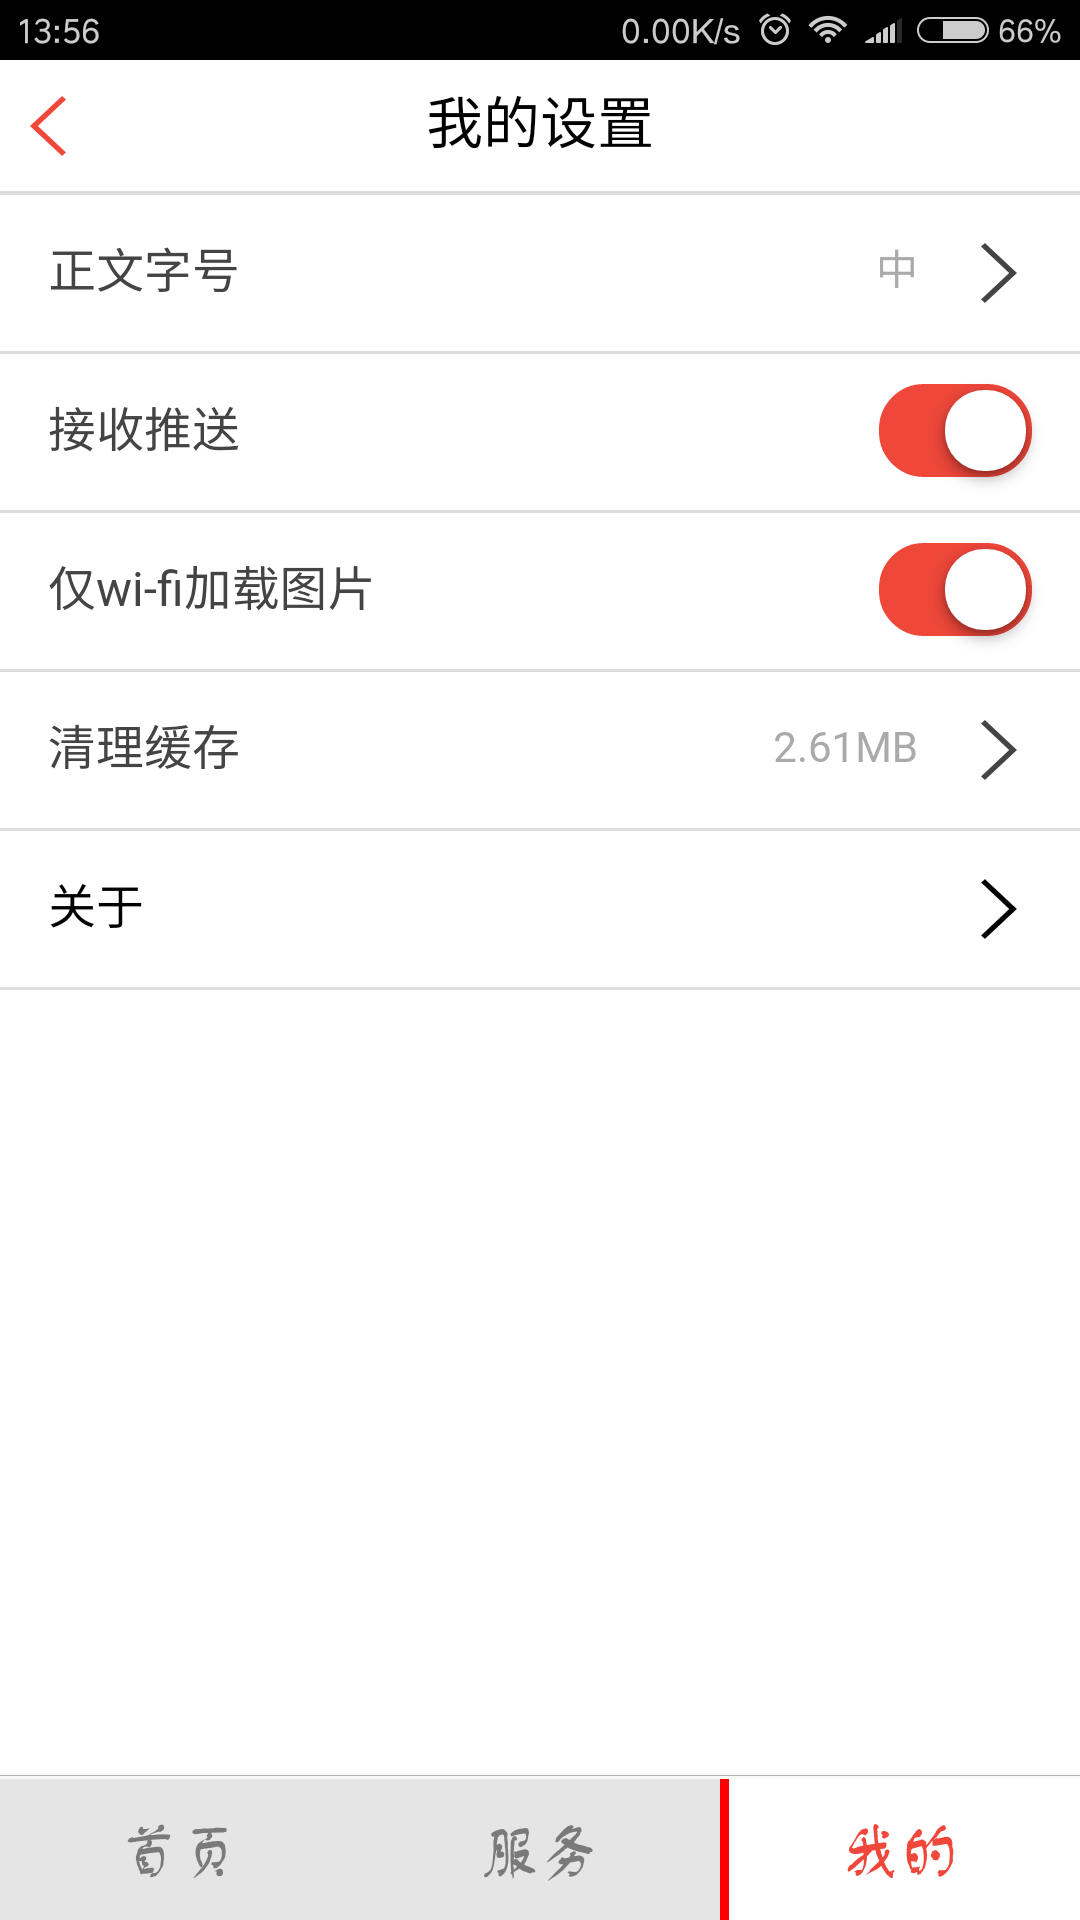 13:56 0.00K/s 66%
我的设置
正文字号 中
接收推送
仅wi-fi加载图片
清理缓存 2.61MB
关于
首页 服务 我的